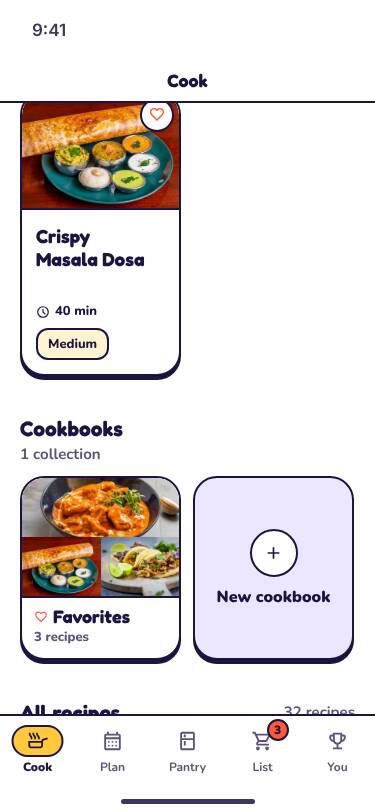 9:41
Cook
Crispy
Masala Dosa
40 min
Medium
Cookbooks
1 collection
Favorites
3 recipes
New cookbook
All recipes
32 recipes
3
Cook
Plan
Pantry
List
You